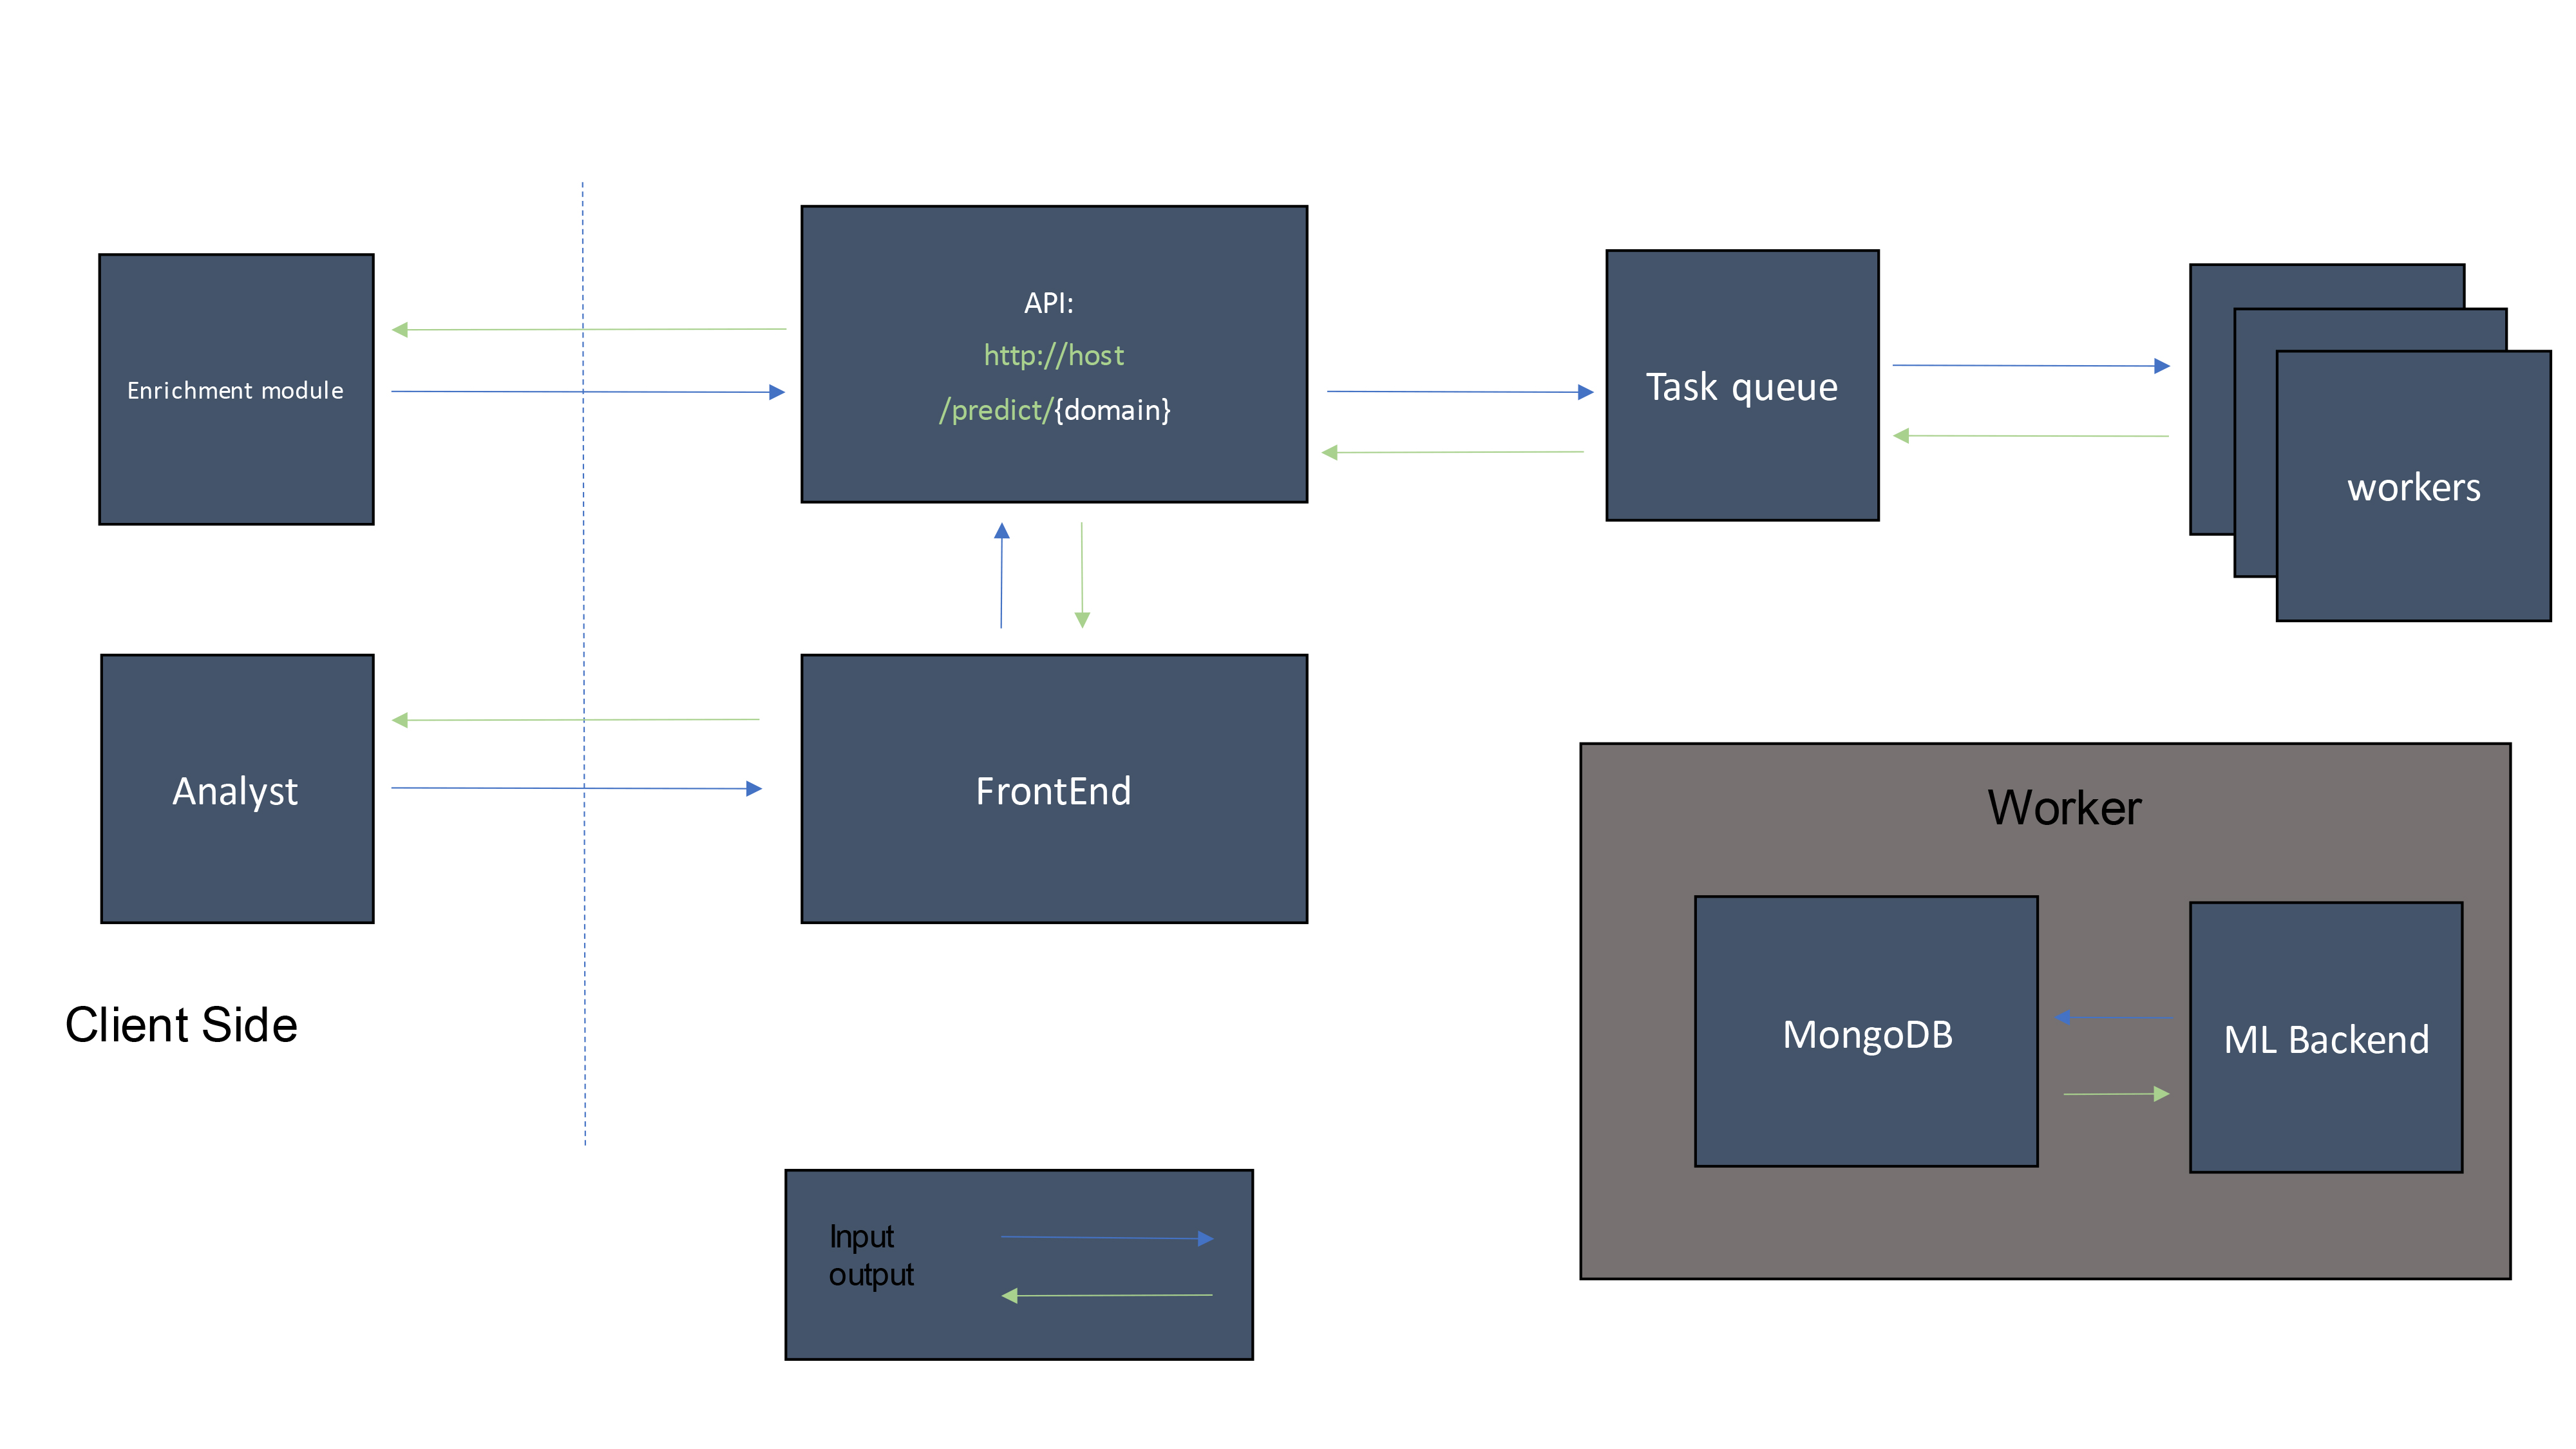 Enrichment module
API:
http://host
/predict/{domain}
Task queue
workers
Analyst
FrontEnd
Client Side
Worker
MongoDB
ML Backend
Input
output